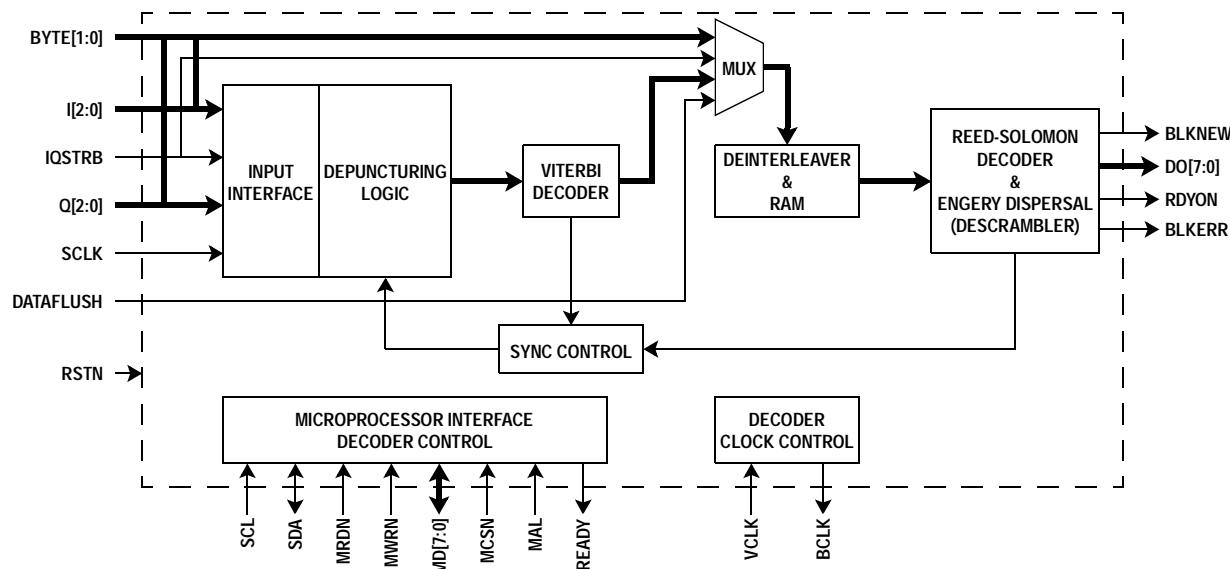 BYTE[1:0]
I[2:0]
IQSTRB
Q[2:0]
SCLK
DATAFLUSH
RSTN
INPUT
INTERFACE
DEPUNCTURING
LOGIC
VITERBI
DECODER
MUX
DEINTERLEAVER
&
RAM
REED-SOLOMON
DECODER
&
ENGERY DISPERSAL
(DESCRAMBLER)
BLKNEW
DO[7:0]
RDYON
BLKERR
SYNC CONTROL
MICROPROCESSOR INTERFACE
DECODER CONTROL
DECODER
CLOCK CONTROL
SCL
SDA
MRDN
MWRN
MD[7:0]
MCSN
MAL
READY
VCLK
BCLK